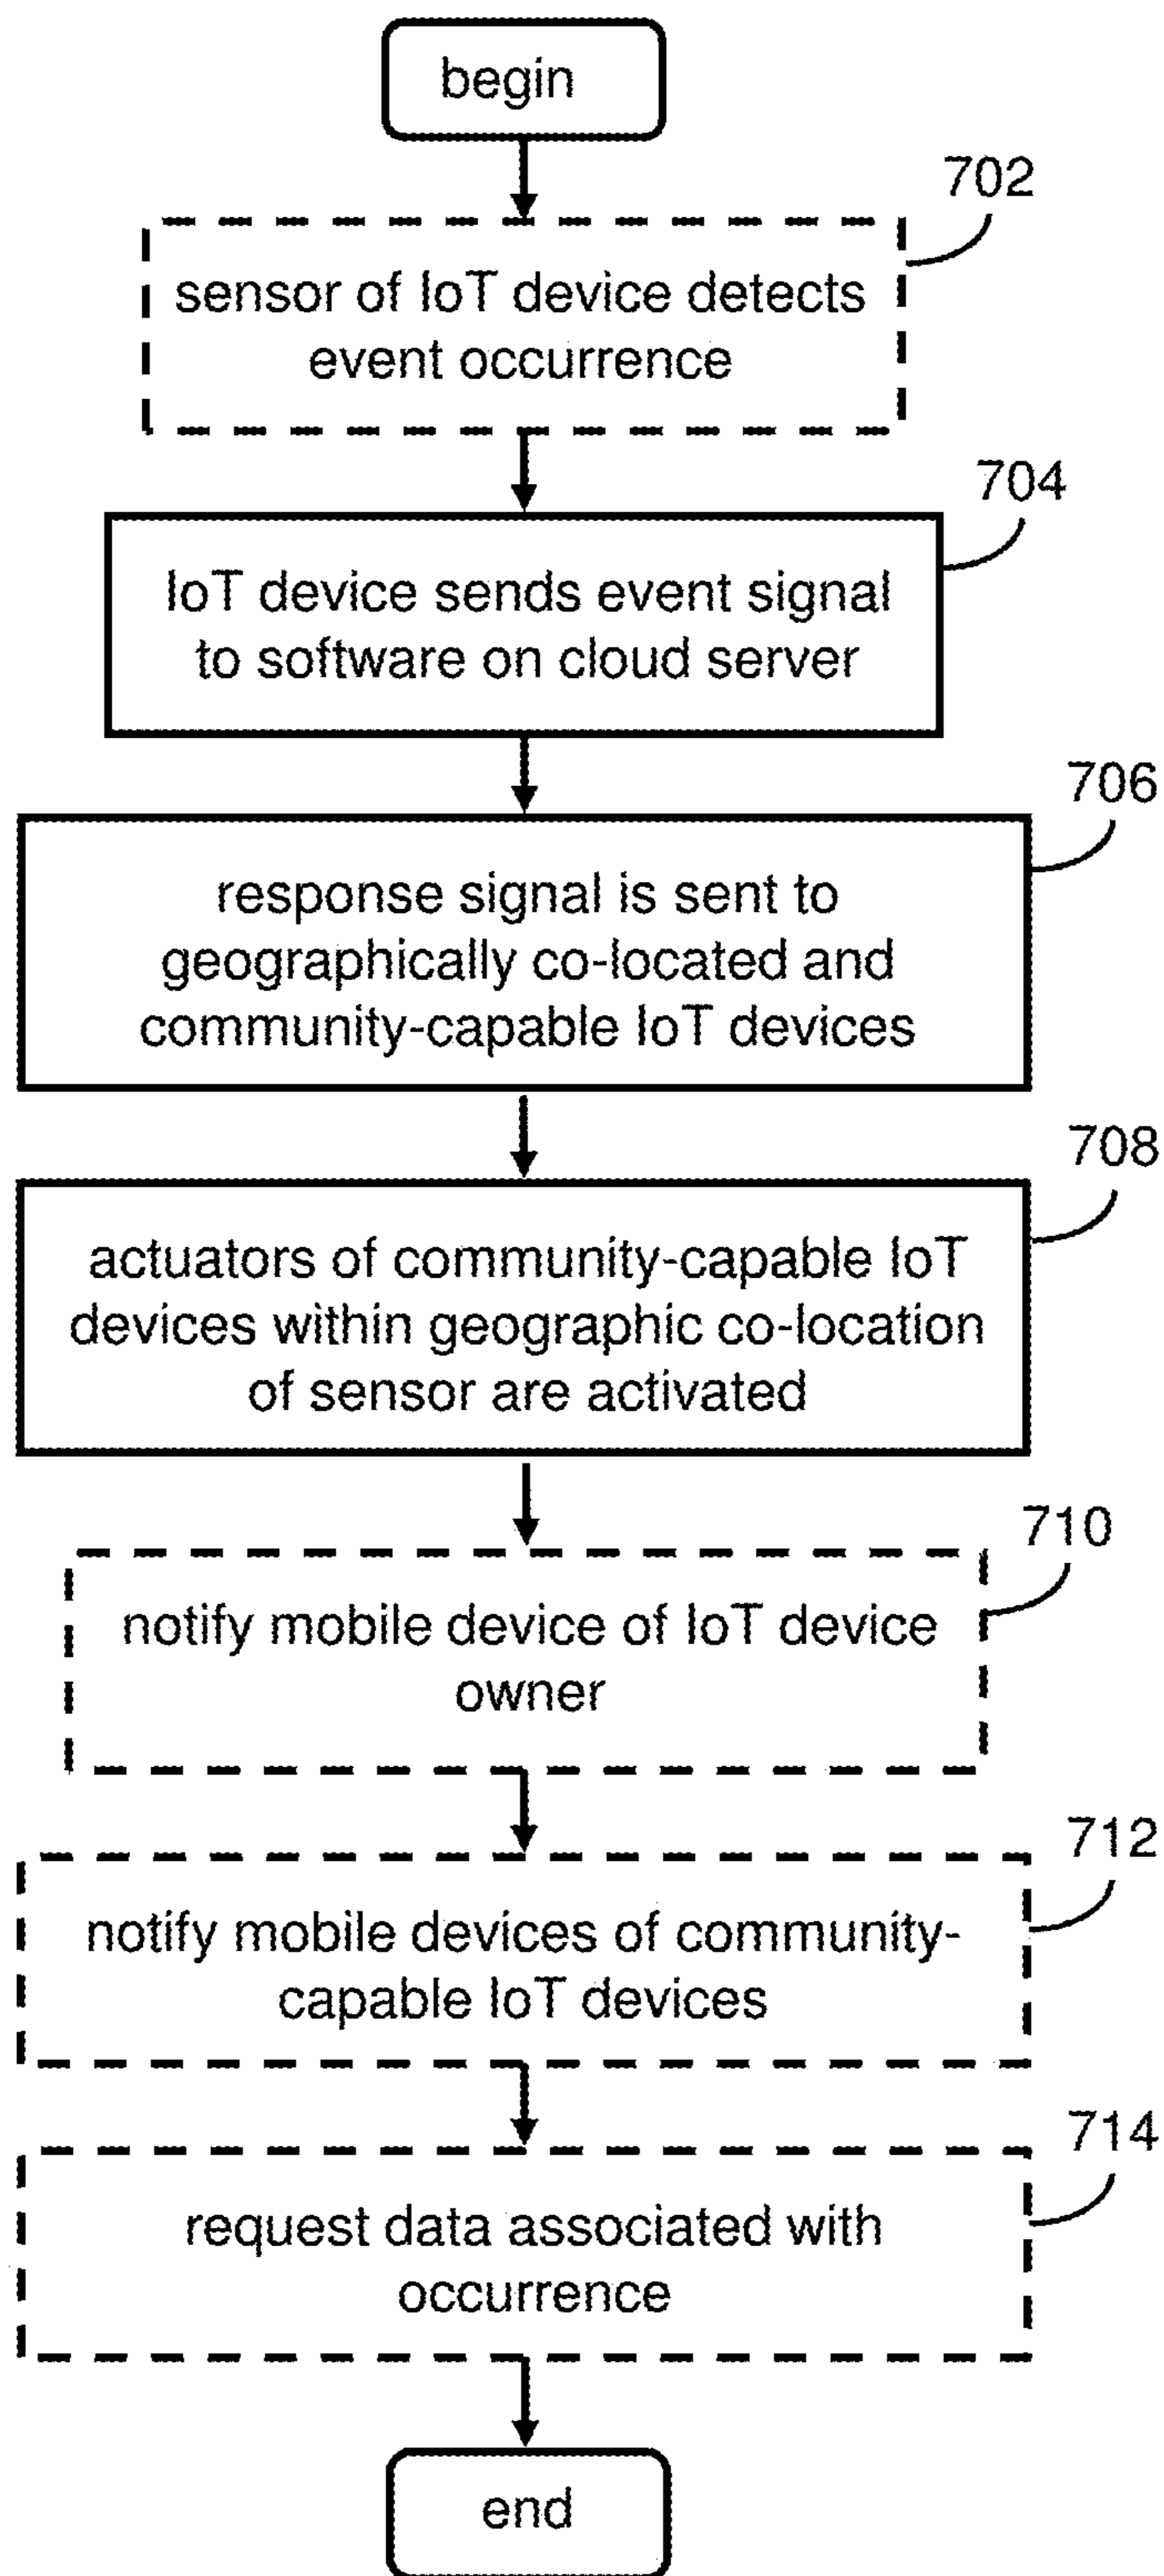 begin
702
sensor of IoT device detects
event occurrence
704
IoT device sends event signal
to software on cloud server
706
response signal is sent to
geographically co-located and
community-capable IoT devices
708
actuators of community-capable IoT
devices within geographic co-location
of sensor are activated
710
notify mobile device of IoT device
owner
712
notify mobile devices of community-
capable IoT devices
714
request data associated with
occurrence
end